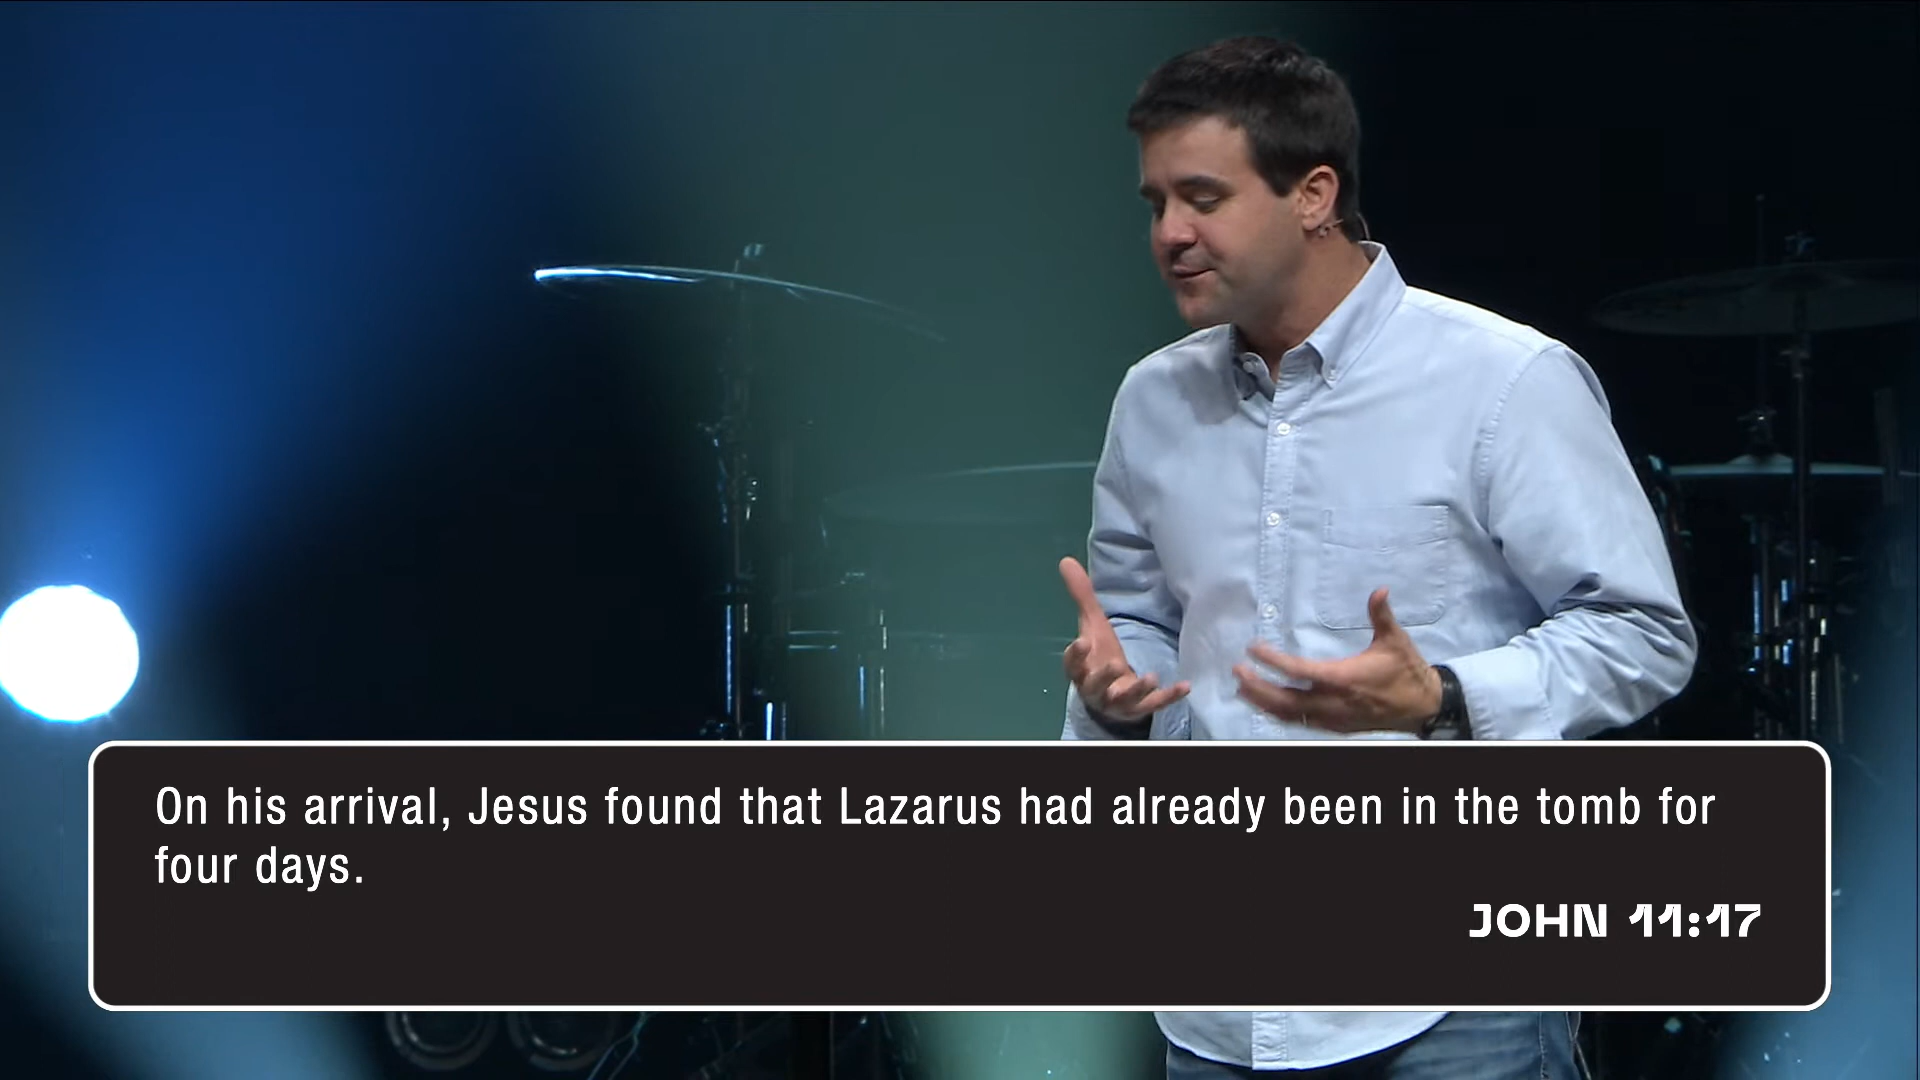 On his arrival, Jesus found that Lazarus had already been in the tomb for
four days.
JOHN 11:17